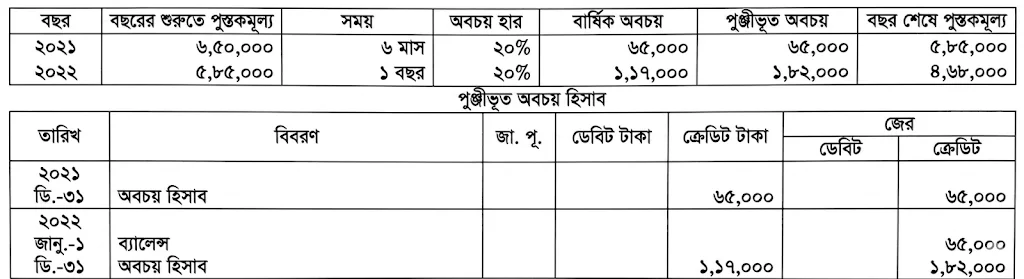 বছর বছরের শুরুতে পুস্তকমূল্য সময় অবচয় হার বার্ষিক অবচয় পুঞ্জীভূত অবচয় বছর শেষে পুস্তকমূল্য
২০২১ ৬,৫০,০০০ ৬ মাস ২০% ৬৫,০০০ ৬৫,০০০ ৫,৮৫,০০০
২০২২ ৫,৮৫,০০০ ১ বছর ২০% ১,১৭,০০০ ১,৮২,০০০ ৪,৬৮,০০০
পুঞ্জীভূত অবচয় হিসাব
তারিখ বিবরণ জা. পূ. ডেবিট টাকা ক্রেডিট টাকা জের
ডেবিট ক্রেডিট
২০২১
ডি.-৩১ অবচয় হিসাব ৬৫,০০০ ৬৫,০০০
২০২২
জানু.-১ ব্যালেন্স ৬৫,০০০
ডি.-৩১ অবচয় হিসাব ১,১৭,০০০ ১,৮২,০০০